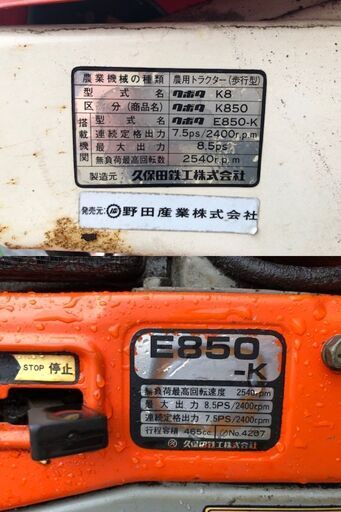 農業機械の種類 農用トラクター(歩行型)
型式名 クボタ K8
区分(商品名) クボタ K850
搭載機関 型式名 クボタ E850-K
連続定格出力 7.5ps/2400r.p.m
最大出力 8.5ps
無負荷最高回転数 2540r.p.m
製造元 久保田鉄工株式会社
発売元 野田産業株式会社
E850
-K
STOP 停止
無負荷最高回転速度 2540rpm
最大出力 8.5PS/2400rpm
連続定格出力 7.5PS/2400rpm
行程容積 465cc No.4207
久保田鉄工株式会社